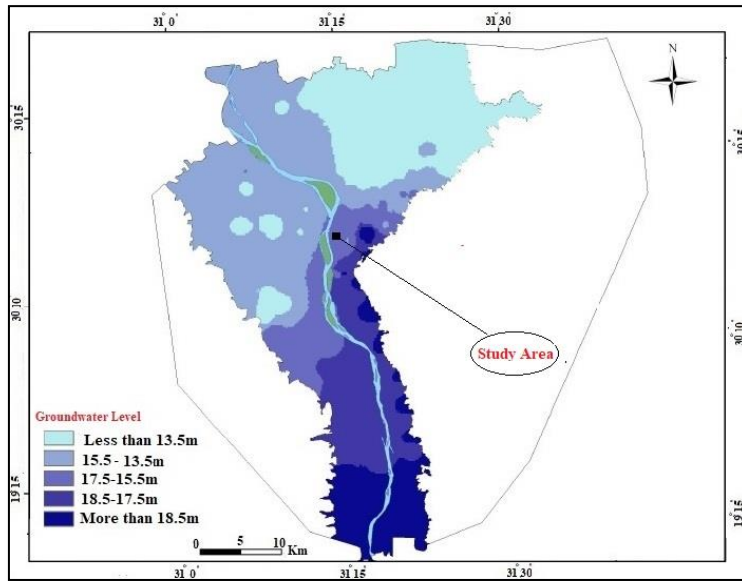 31° 0'
31° 15
31° 30
N
30 15
30 15
30 0
30 0
Study Area
Groundwater Level
Less than 13.5m
15.5 - 13.5m
17.5-15.5m
18.5-17.5m
More than 18.5m
0 5 10
Km
31° 0'
31° 15
31° 30